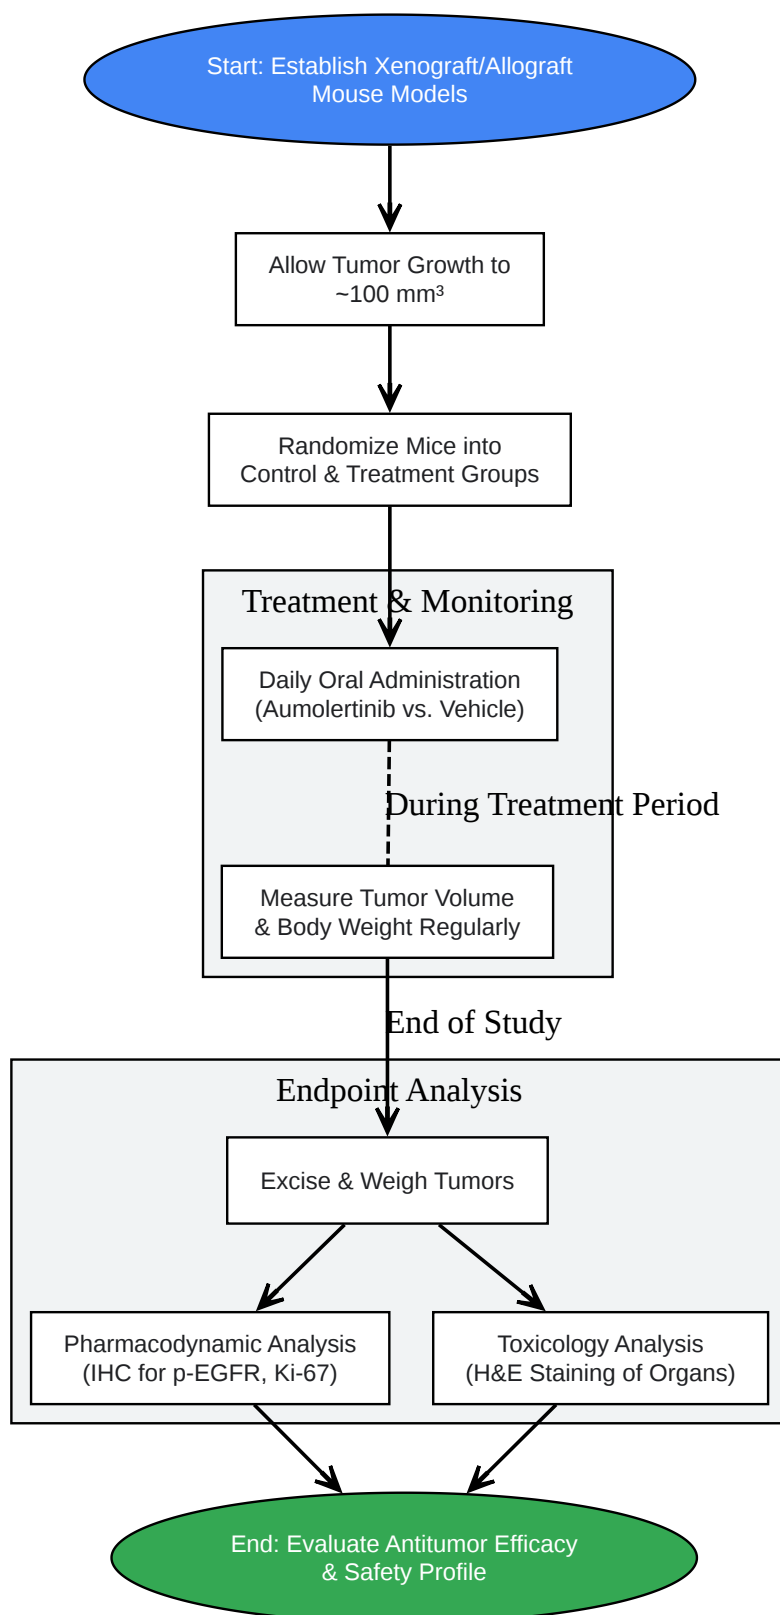 Start: Establish Xenograft/Allograft
Mouse Models
Allow Tumor Growth to
~100 mm³
Randomize Mice into
Control & Treatment Groups
Treatment & Monitoring
Daily Oral Administration
(Aumolertinib vs. Vehicle)
During Treatment Period
Measure Tumor Volume
& Body Weight Regularly
End of Study
Endpoint Analysis
Excise & Weigh Tumors
Pharmacodynamic Analysis
(IHC for p-EGFR, Ki-67)
Toxicology Analysis
(H&E Staining of Organs)
End: Evaluate Antitumor Efficacy
& Safety Profile